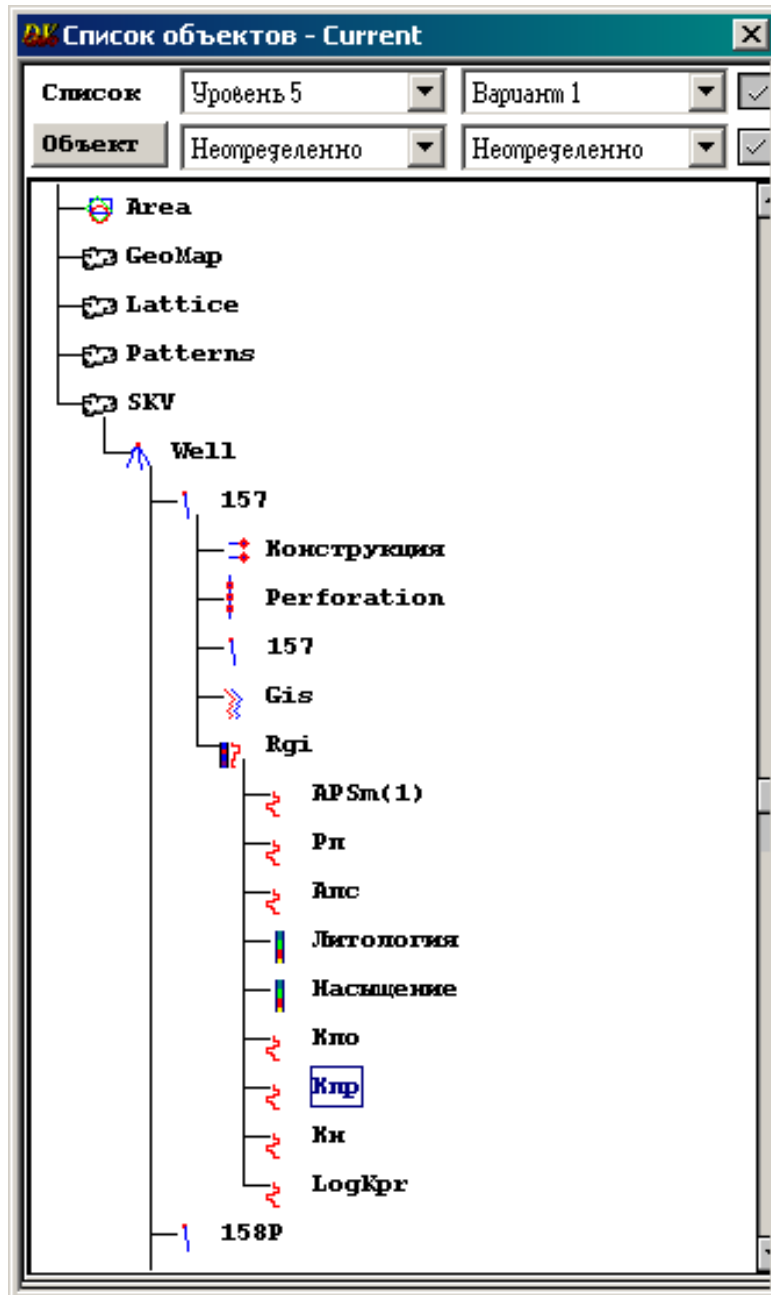 DV Список объектов - Current
Список Уровень 5 Вариант 1
Объект Неопределенно Неопределенно
Area
GeoMap
Lattice
Patterns
SKV
Well
157
Конструкция
Perforation
157
Gis
Rgi
APSm(1)
Рп
Апс
Литология
Насыщение
Кпо
Кпр
Кн
LogKpr
158P